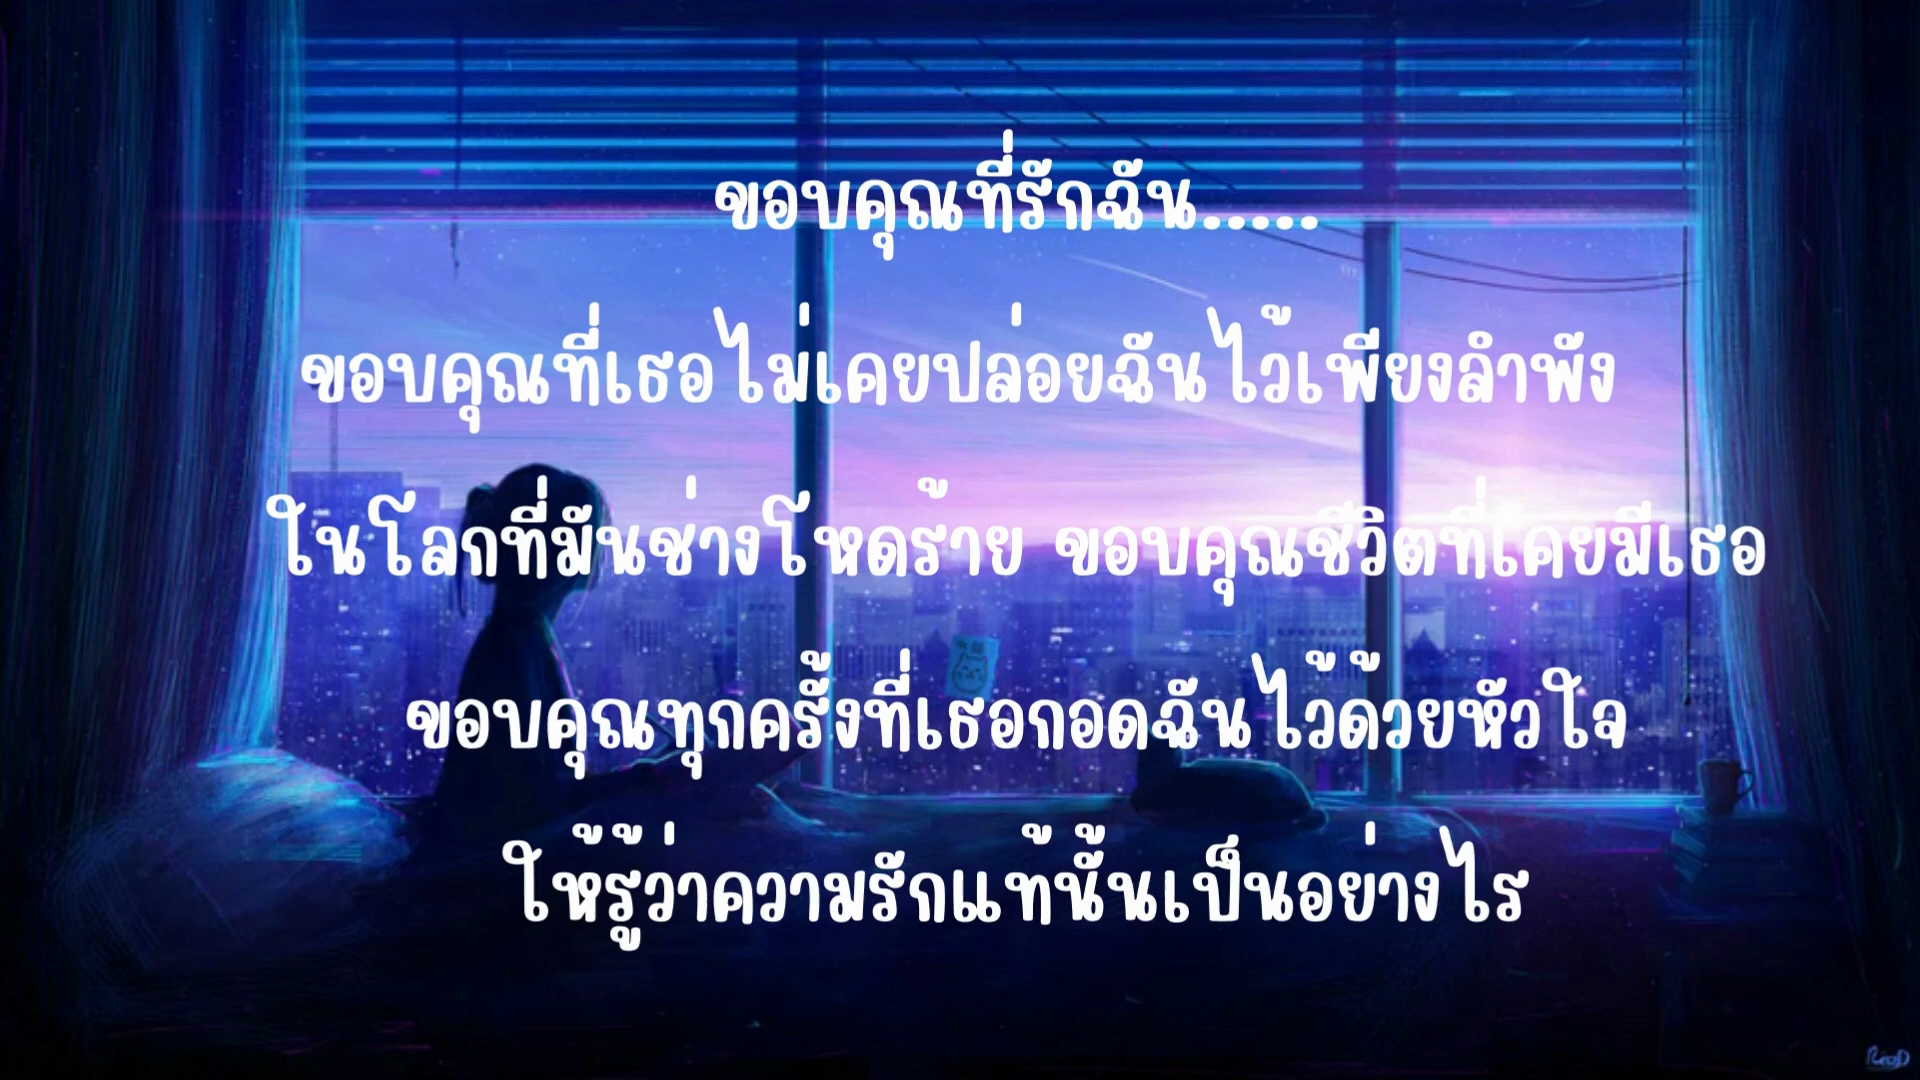 ขอบคุณที่รักฉัน.....
ขอบคุณที่เธอไม่เคยปล่อยฉันไว้เพียงลำพัง
ในโลกที่มันช่างโหดร้าย ขอบคุณชีวิตที่เคยมีเธอ
ขอบคุณทุกครั้งที่เธอกอดฉันไว้ด้วยหัวใจ
ให้รู้ว่าความรักแท้นั้นเป็นอย่างไร